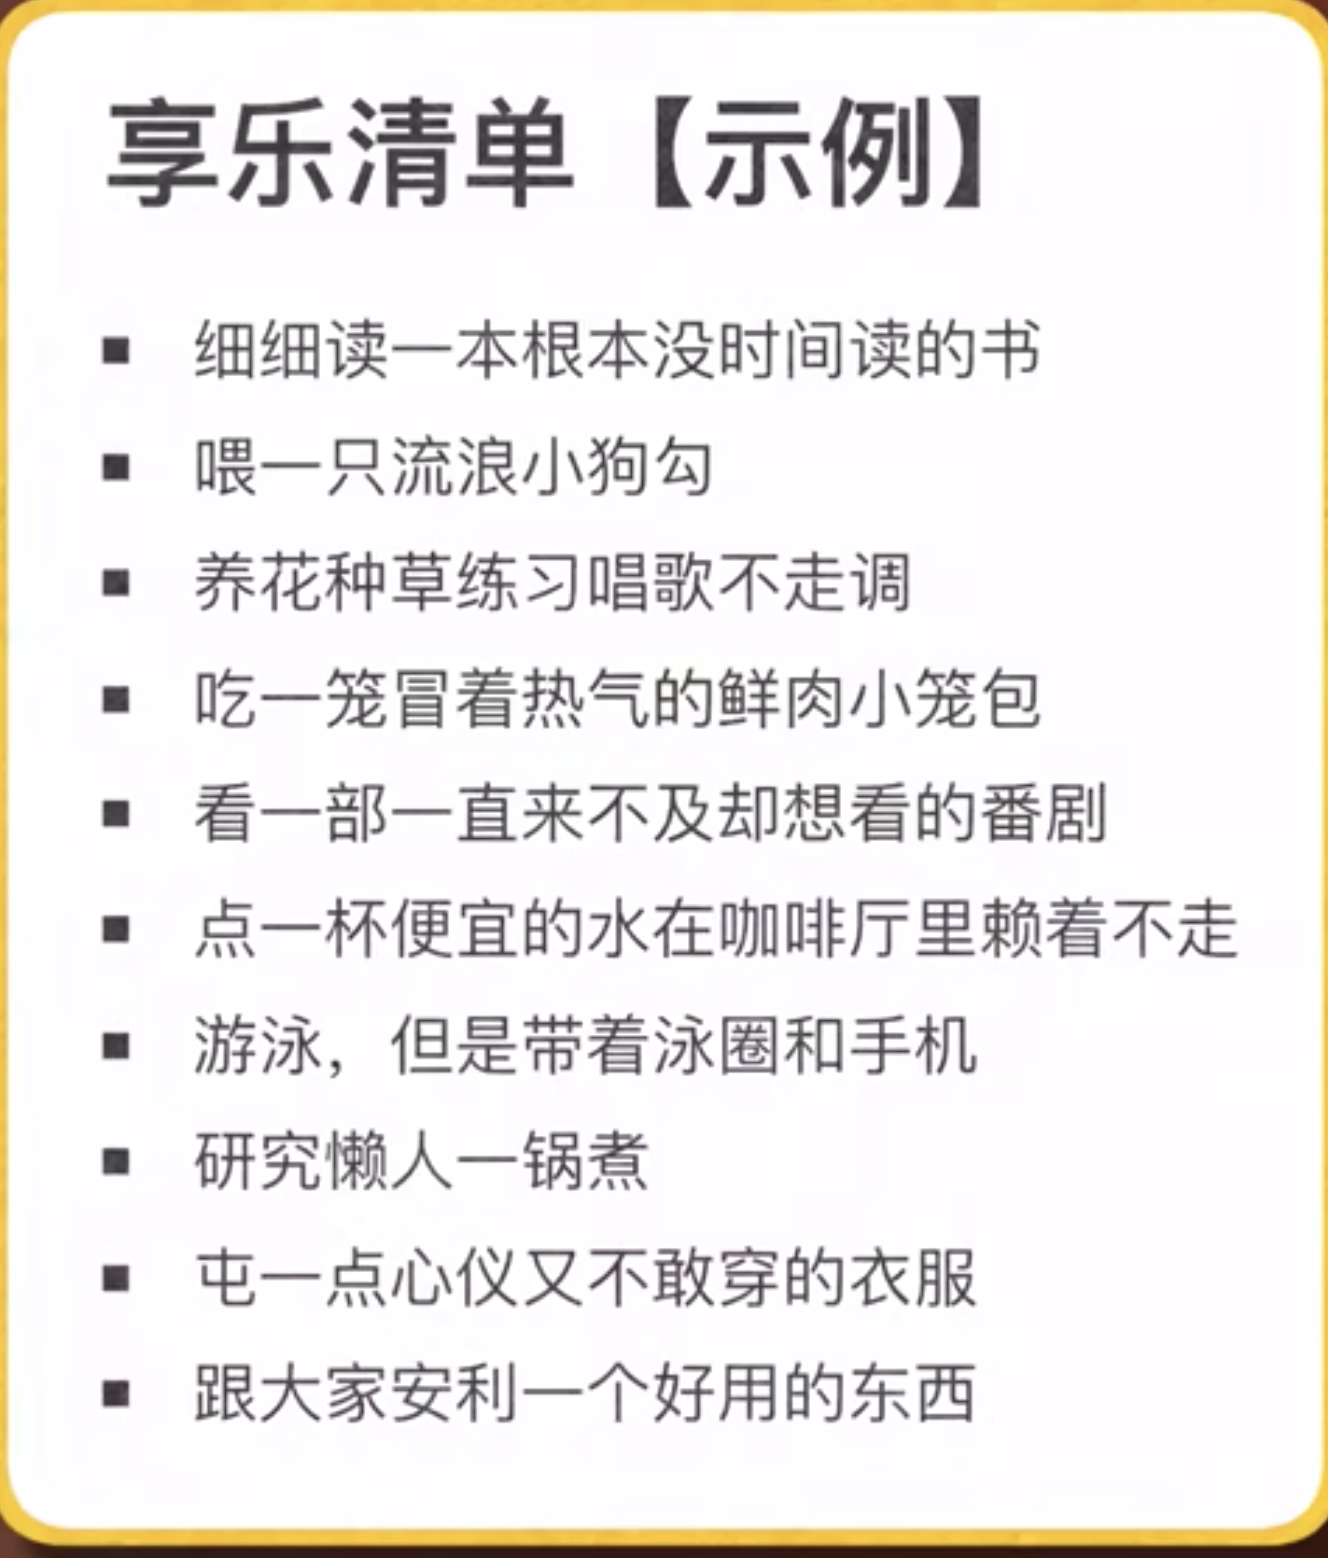 享乐清单【示例】
▪ 细细读一本根本没时间读的书
▪ 喂一只流浪小狗勾
▪ 养花种草练习唱歌不走调
▪ 吃一笼冒着热气的鲜肉小笼包
▪ 看一部一直来不及却想看的番剧
▪ 点一杯便宜的水在咖啡厅里赖着不走
▪ 游泳，但是带着泳圈和手机
▪ 研究懒人一锅煮
▪ 屯一点心仪又不敢穿的衣服
▪ 跟大家安利一个好用的东西